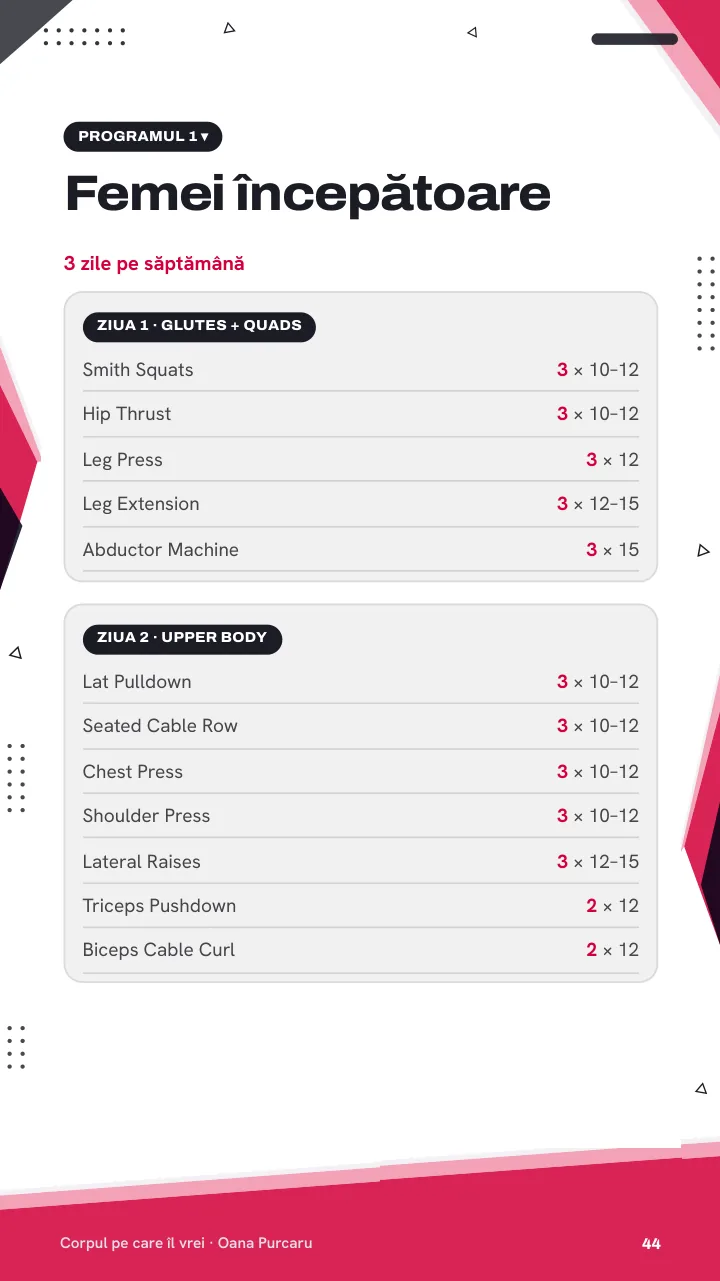 PROGRAMUL 1 ▾
Femei începătoare
3 zile pe săptămână
ZIUA 1 · GLUTES + QUADS
Smith Squats 3 × 10–12
Hip Thrust 3 × 10–12
Leg Press 3 × 12
Leg Extension 3 × 12–15
Abductor Machine 3 × 15
ZIUA 2 · UPPER BODY
Lat Pulldown 3 × 10–12
Seated Cable Row 3 × 10–12
Chest Press 3 × 10–12
Shoulder Press 3 × 10–12
Lateral Raises 3 × 12–15
Triceps Pushdown 2 × 12
Biceps Cable Curl 2 × 12
Corpul pe care îl vrei · Oana Purcaru 44